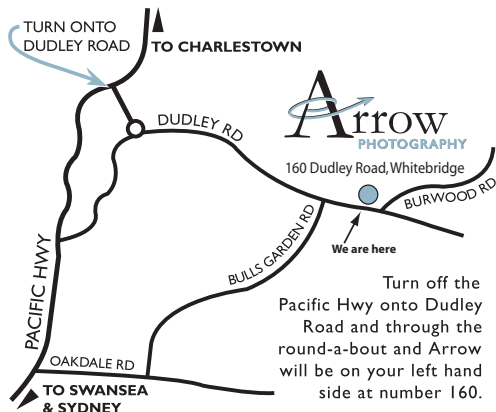 TURN ONTO
DUDLEY ROAD
TO CHARLESTOWN
DUDLEY RD
Arrow
PHOTOGRAPHY
160 Dudley Road, Whitebridge
BURWOOD RD
We are here
BULLS GARDEN RD
PACIFIC HWY
OAKDALE RD
TO SWANSEA
& SYDNEY
Turn off the
Pacific Hwy onto Dudley
Road and through the
round-a-bout and Arrow
will be on your left hand
side at number 160.